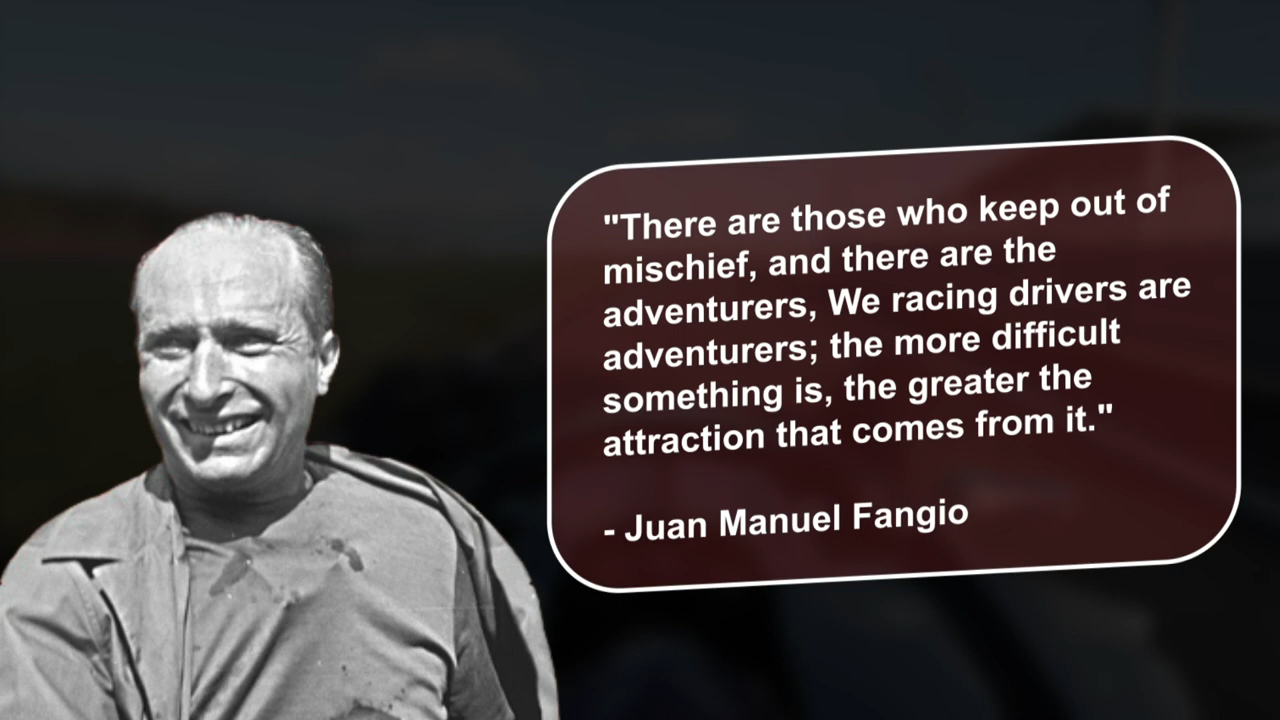 "There are those who keep out of
mischief, and there are the
adventurers, We racing drivers are
adventurers; the more difficult
something is, the greater the
attraction that comes from it."
- Juan Manuel Fangio